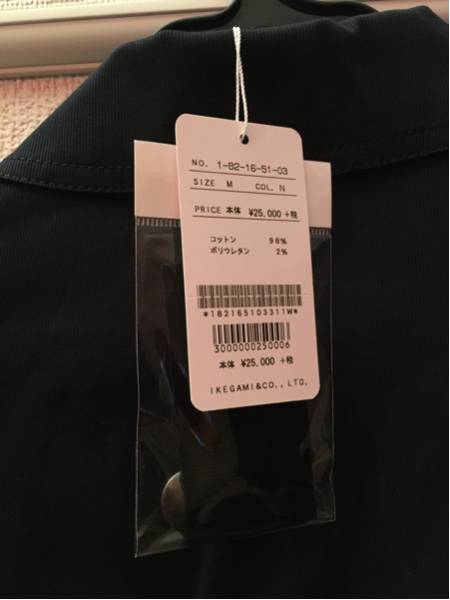 NO. 1-82-16-51-03
SIZE M COL. N
PRICE 本体 ¥25,000 +税
コットン 98%
ポリウレタン 2%
*182165103311W*
3000000250006
本体 ¥25,000 +税
IKEGAMI&CO., LTD.